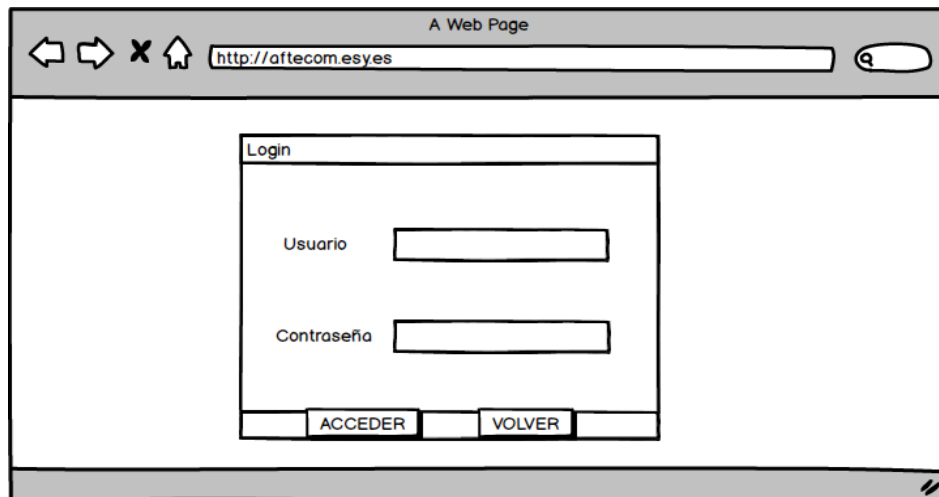 A Web Page
http://aftecom.esy.es
Login
Usuario
Contraseña
ACCEDER
VOLVER